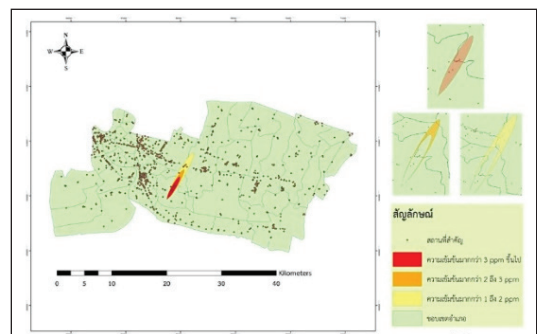 N
W E
S
Kilometers
0 5 10 20 30 40
สัญลักษณ์
สถานที่สำคัญ
ความเข้มข้นมากกว่า 3 ppm ขึ้นไป
ความเข้มข้นมากกว่า 2 ถึง 3 ppm
ความเข้มข้นมากกว่า 1 ถึง 2 ppm
ขอบเขตอำเภอ